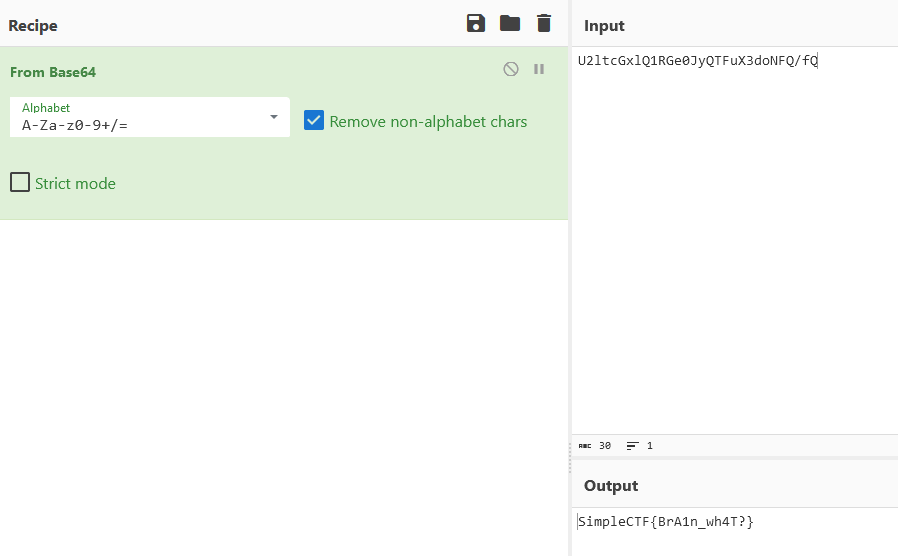 Recipe
From Base64
Alphabet
A-Za-z0-9+/=
Remove non-alphabet chars
Strict mode
Input
U2ltcGxlQ1RGe0JyQTFuX3doNFQ/fQ
ABC 30 1
Output
SimpleCTF{BrA1n_wh4T?}